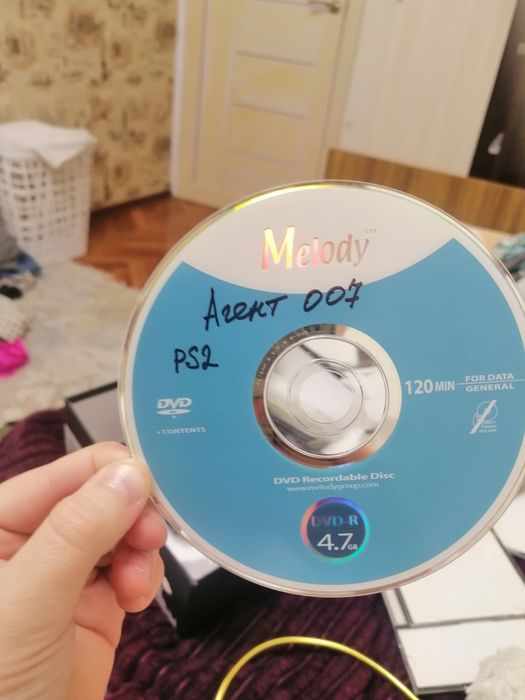 Melody™
Агент 007
PS2
DVD
CONTENTS
120 MIN
FOR DATA
GENERAL
DVD Recordable Disc
www.melodygroup.com
DVD-R
4.7GB